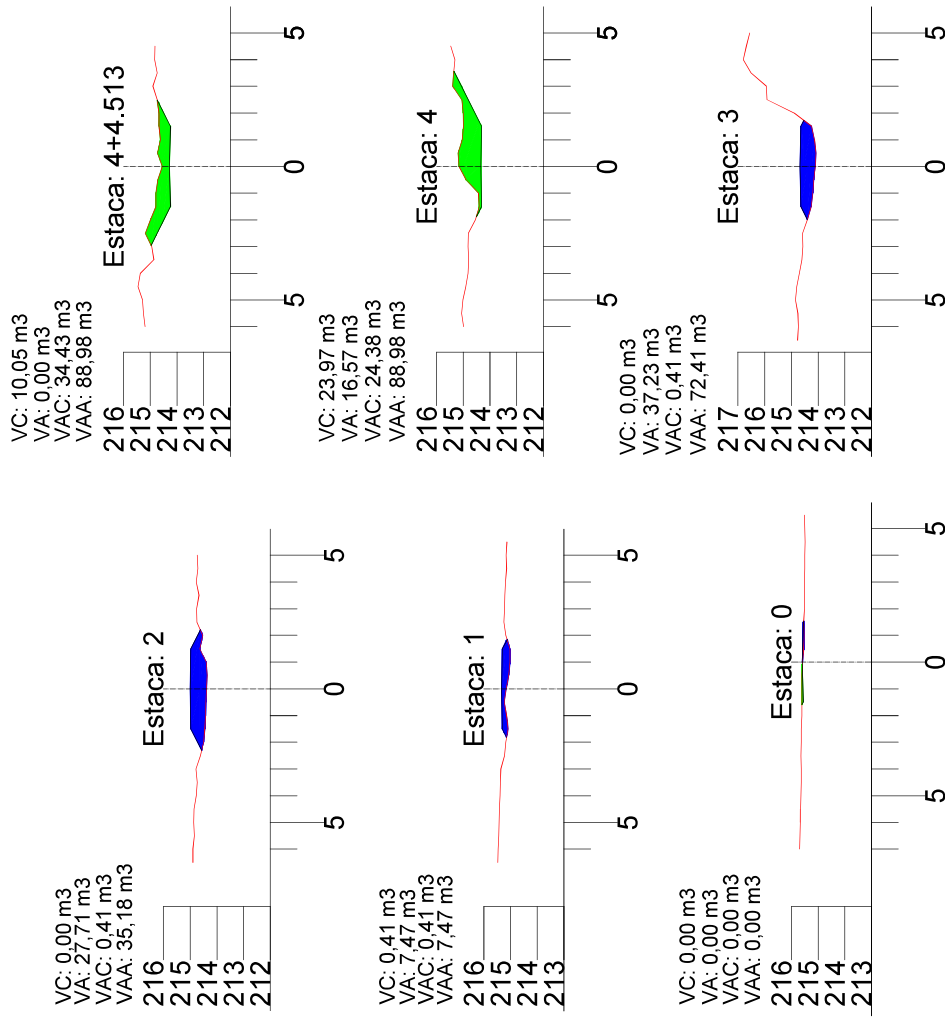 VC: 10,05 m3
VA: 0,00 m3
VAC: 34,43 m3
VAA: 88,98 m3
Estaca: 4+4.513
216
215
214
213
212
5 0 5
VC: 23,97 m3
VA: 16,57 m3
VAC: 24,38 m3
VAA: 88,98 m3
Estaca: 4
216
215
214
213
212
5 0 5
VC: 0,00 m3
VA: 37,23 m3
VAC: 0,41 m3
VAA: 72,41 m3
Estaca: 3
217
216
215
214
213
212
5 0 5
VC: 0,00 m3
VA: 27,71 m3
VAC: 0,41 m3
VAA: 35,18 m3
Estaca: 2
216
215
214
213
212
5 0 5
VC: 0,41 m3
VA: 7,47 m3
VAC: 0,41 m3
VAA: 7,47 m3
Estaca: 1
216
215
214
213
5 0 5
VC: 0,00 m3
VA: 0,00 m3
VAC: 0,00 m3
VAA: 0,00 m3
Estaca: 0
216
215
214
213
5 0 5